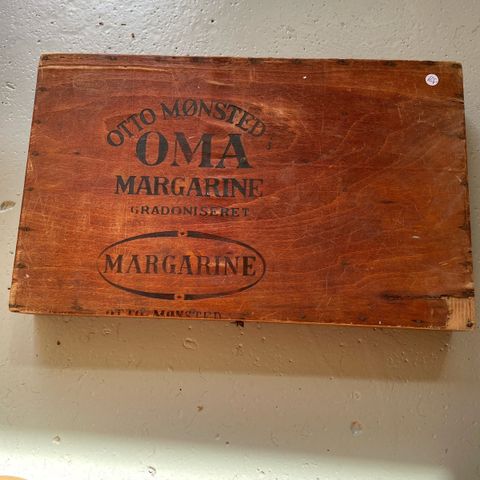 OTTO MØNSTED'S
OMA
MARGARINE
GRADONISERET
MARGARINE
OTTO MØNSTED